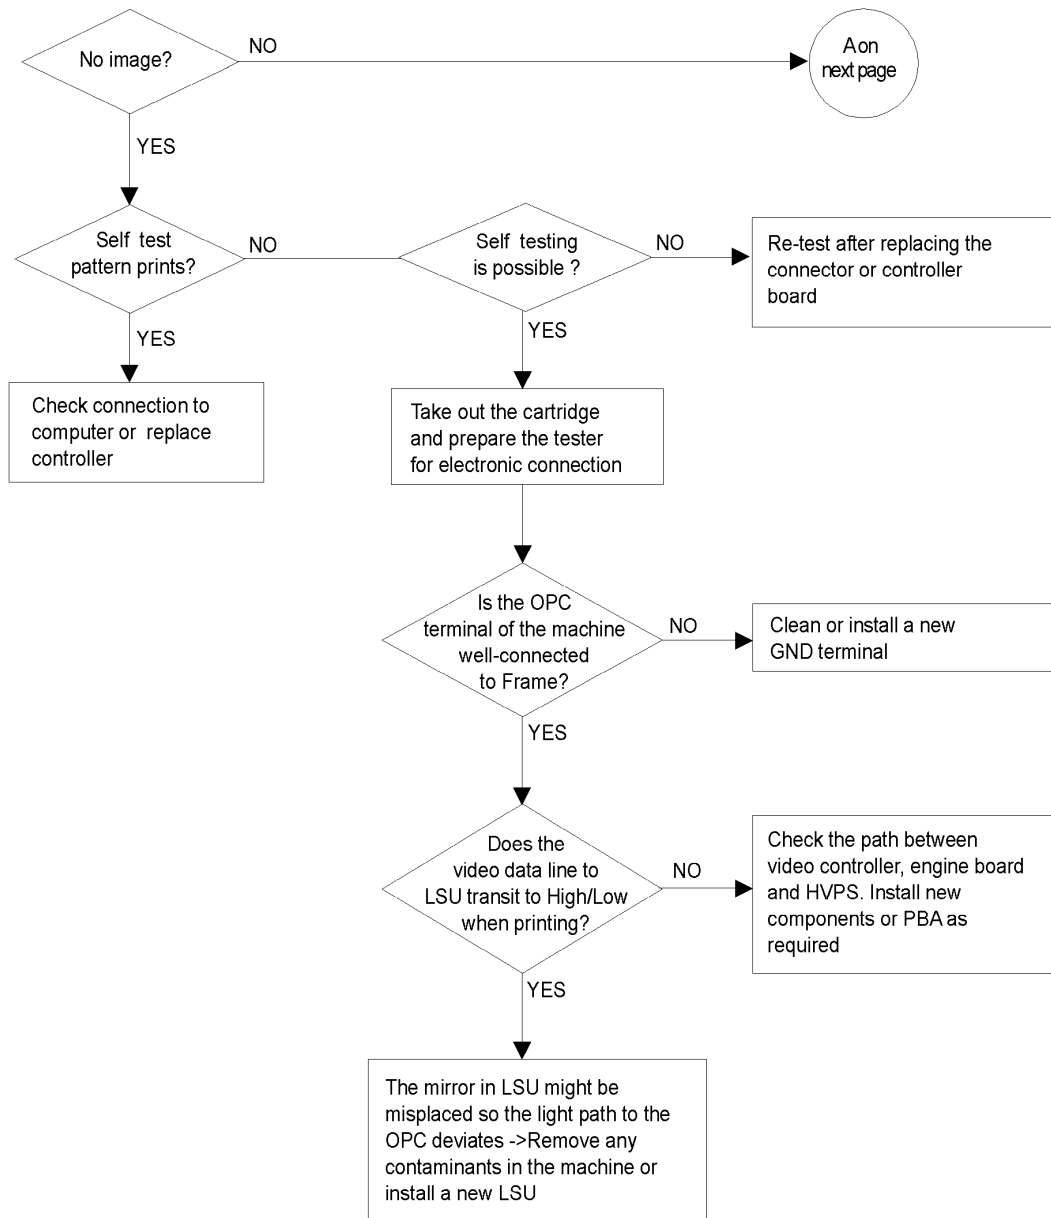 No image?
NO
Aon
next page
YES
Self test
pattern prints?
NO
Self testing
is possible ?
NO
Re-test after replacing the
connector or controller
board
YES
YES
Check connection to
computer or replace
controller
Take out the cartridge
and prepare the tester
for electronic connection
Is the OPC
terminal of the machine
well-connected
to Frame?
NO
Clean or install a new
GND terminal
YES
Does the
video data line to
LSU transit to High/Low
when printing?
NO
Check the path between
video controller, engine board
and HVPS. Install new
components or PBA as
required
YES
The mirror in LSU might be
misplaced so the light path to the
OPC deviates ->Remove any
contaminants in the machine or
install a new LSU